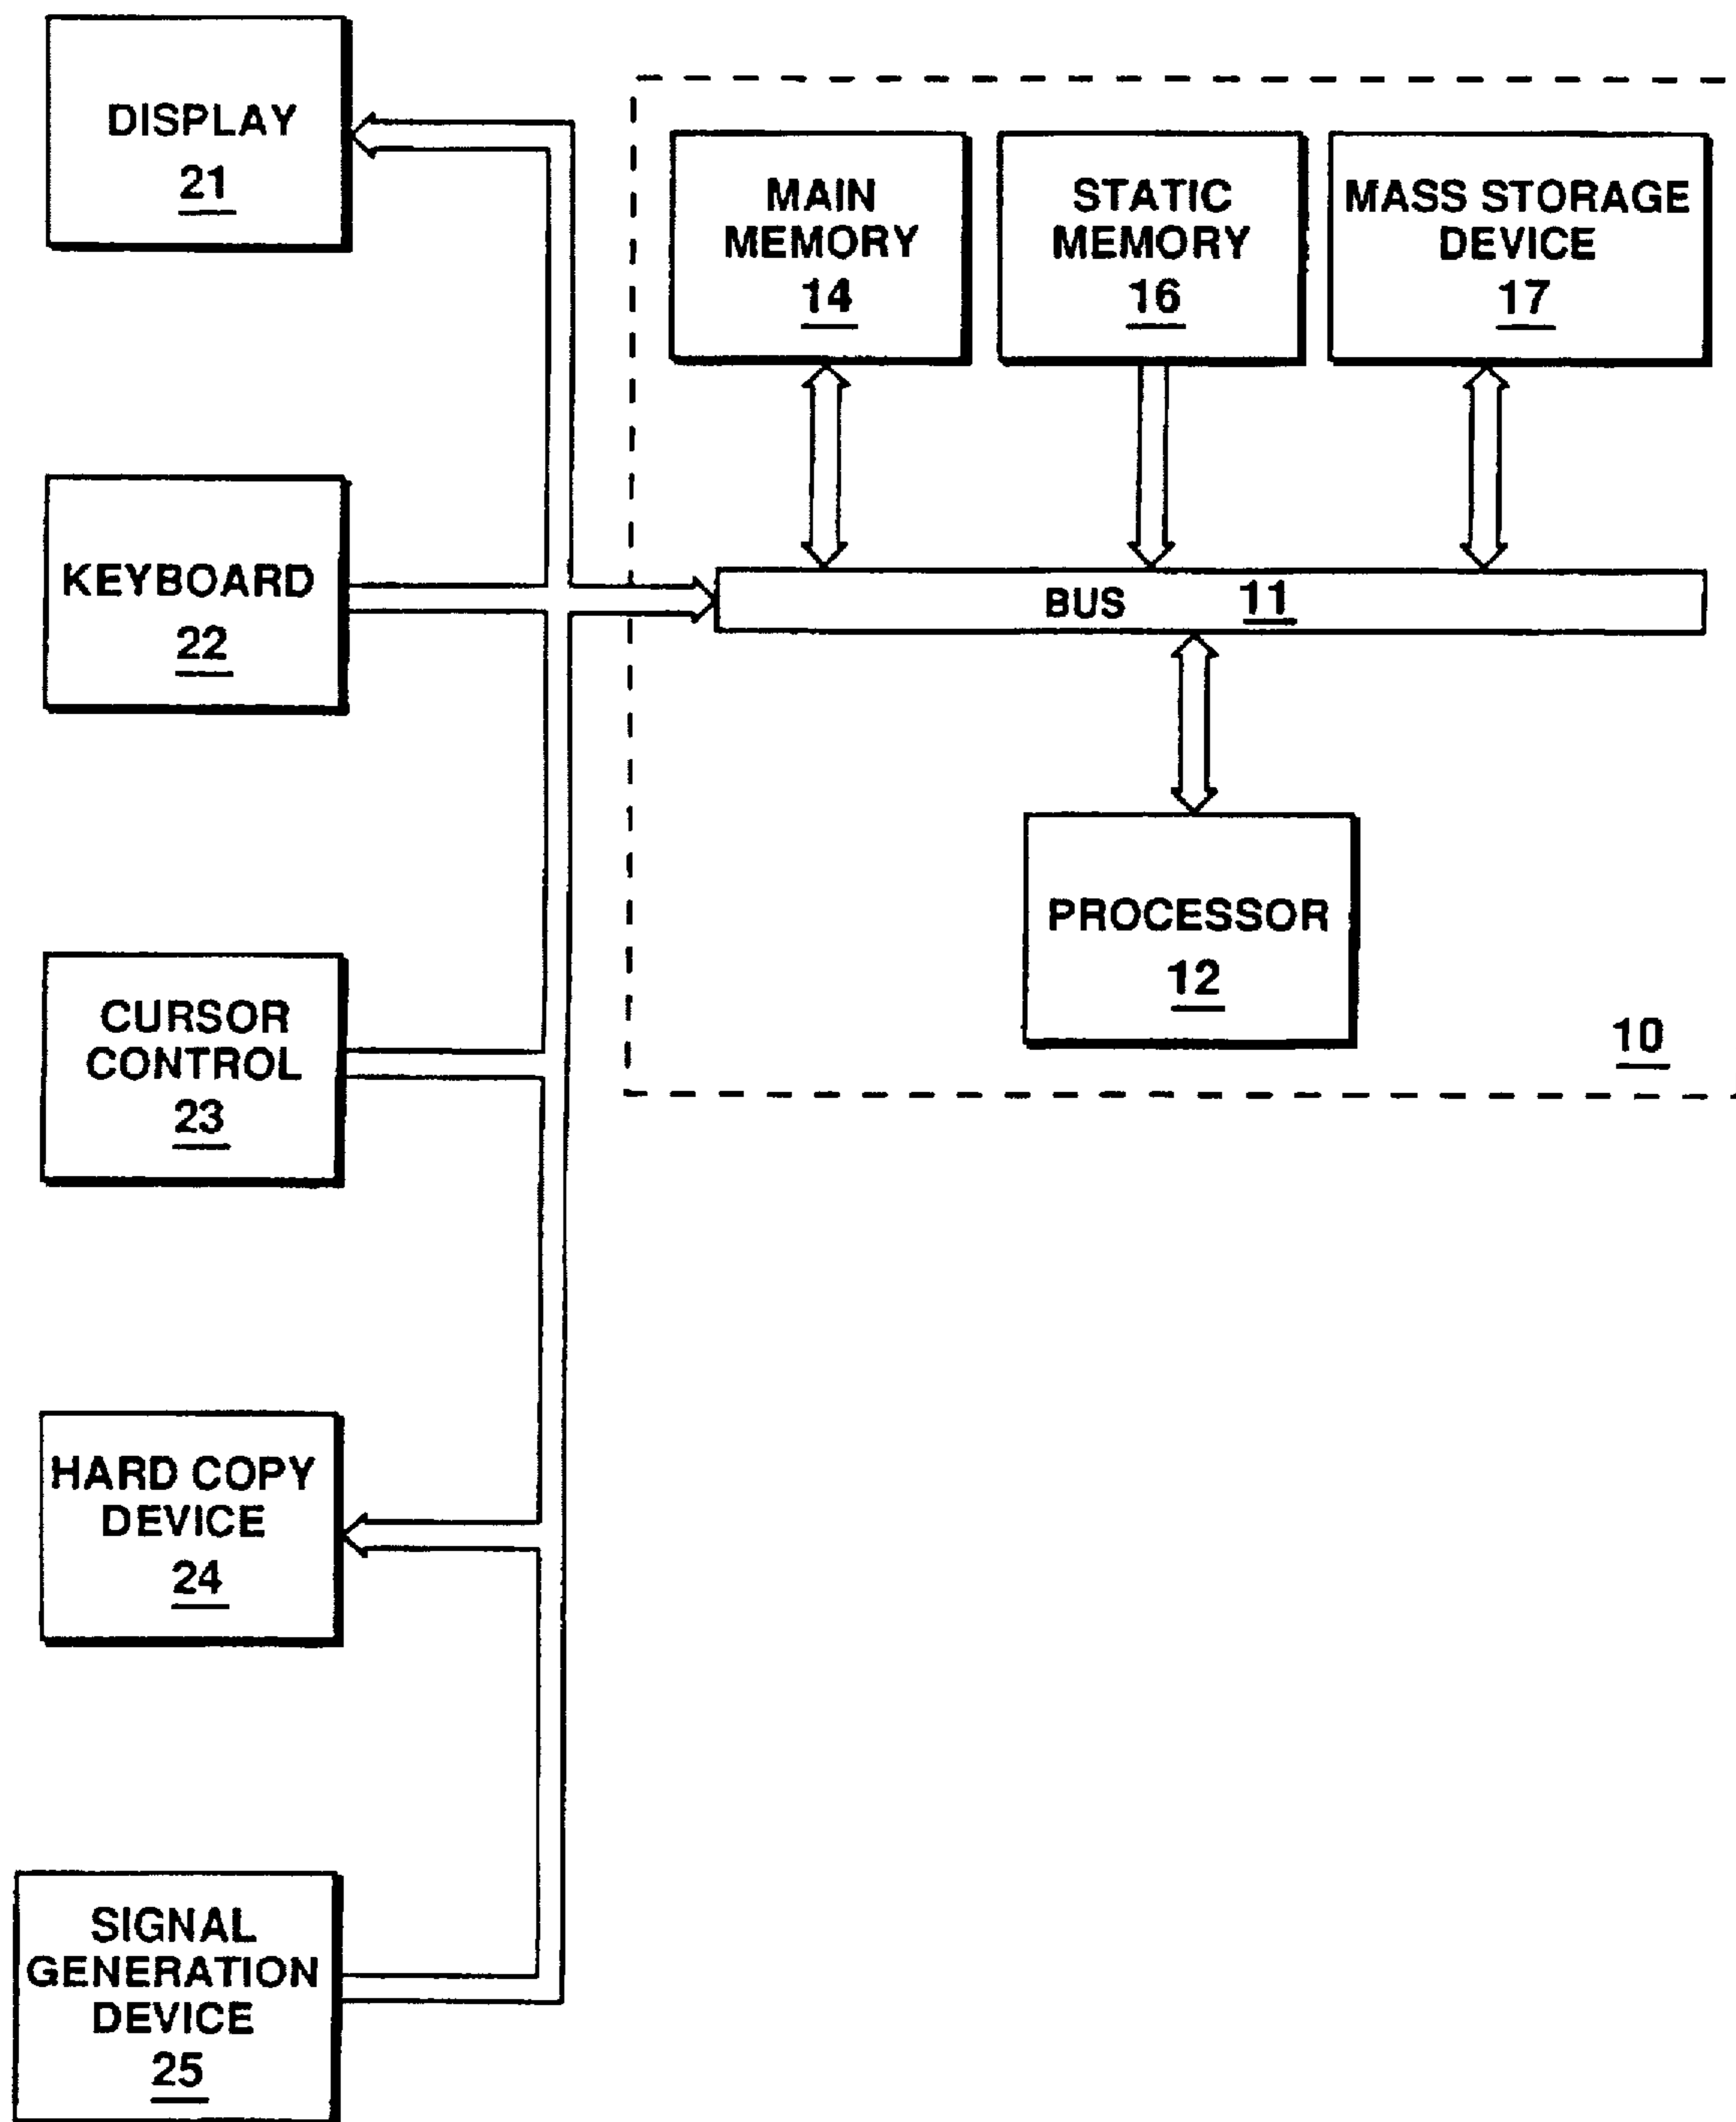 DISPLAY
21
MAIN
MEMORY
14
STATIC
MEMORY
16
MASS STORAGE
DEVICE
17
KEYBOARD
22
BUS 11
PROCESSOR
12
10
CURSOR
CONTROL
23
HARD COPY
DEVICE
24
SIGNAL
GENERATION
DEVICE
25